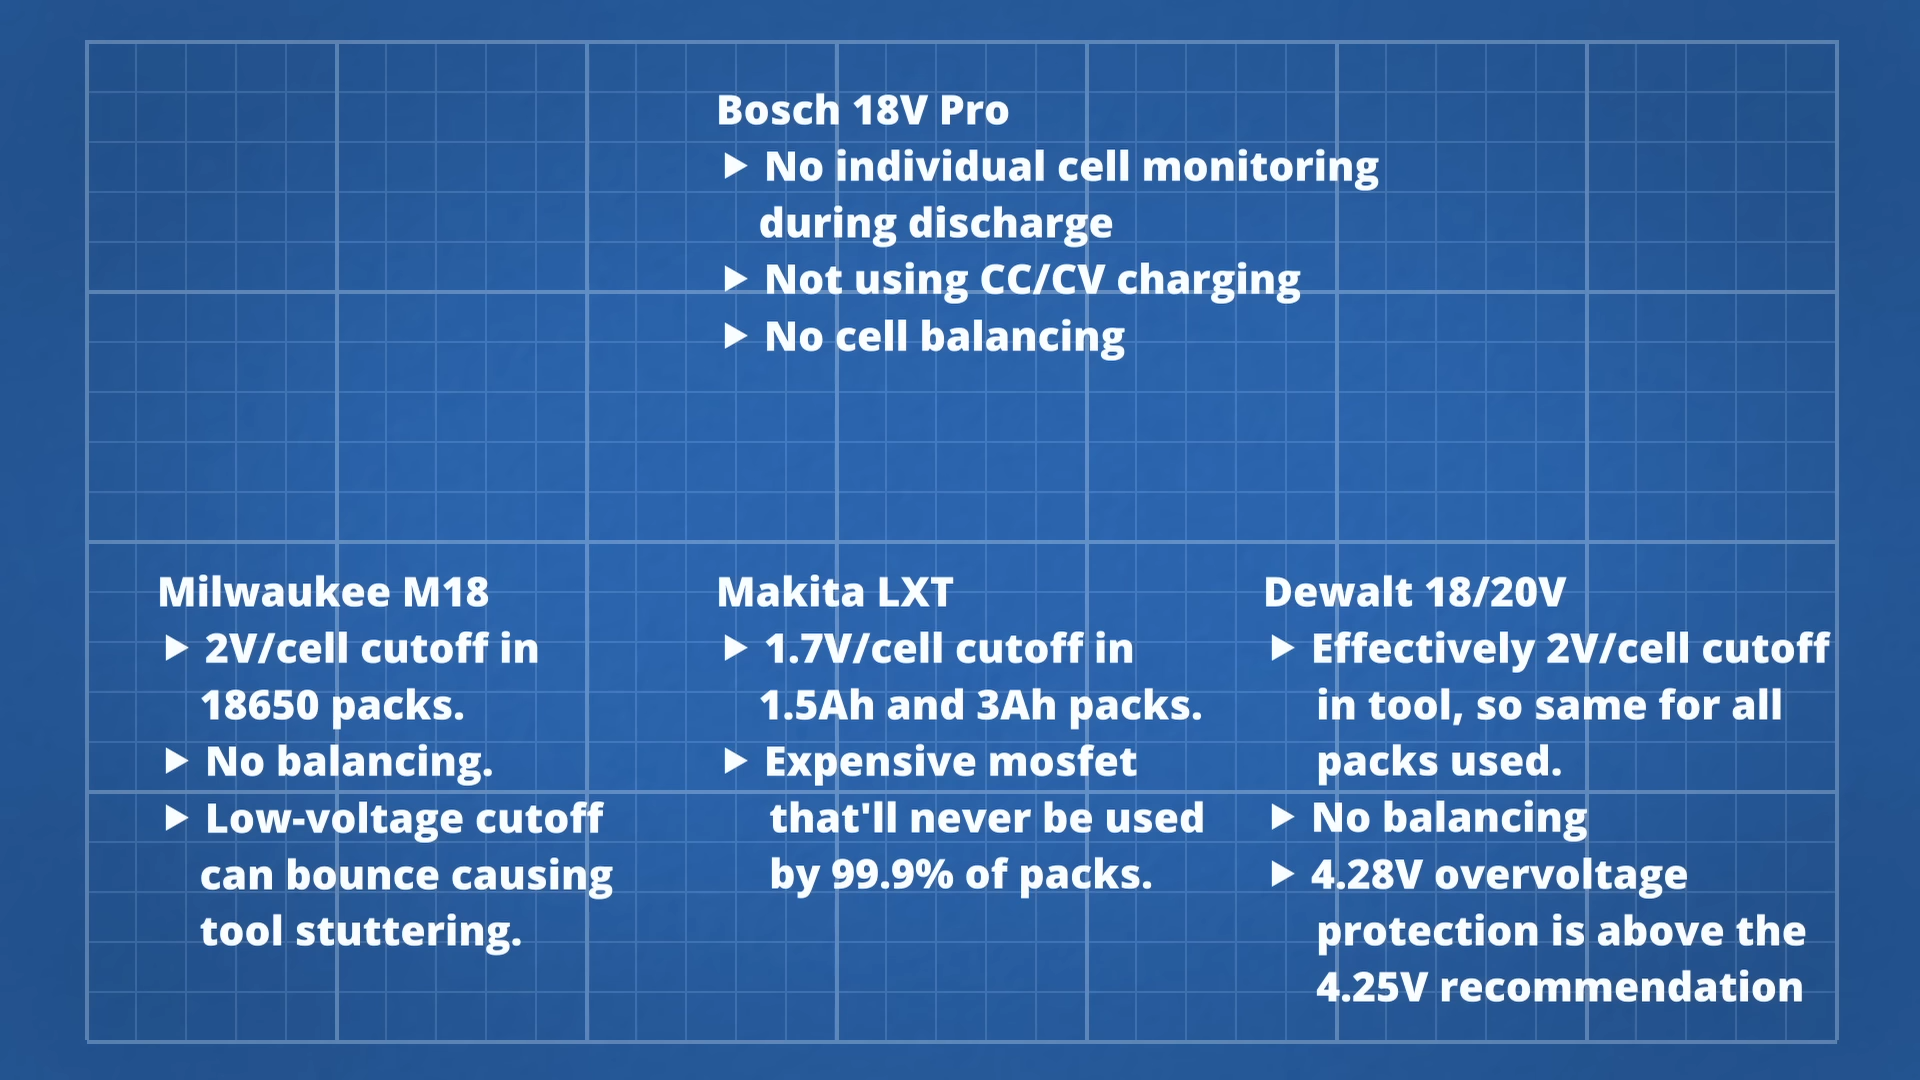 Bosch 18V Pro
▶ No individual cell monitoring
during discharge
▶ Not using CC/CV charging
▶ No cell balancing
Milwaukee M18
▶ 2V/cell cutoff in
18650 packs.
▶ No balancing.
▶ Low-voltage cutoff
can bounce causing
tool stuttering.
Makita LXT
▶ 1.7V/cell cutoff in
1.5Ah and 3Ah packs.
▶ Expensive mosfet
that'll never be used
by 99.9% of packs.
Dewalt 18/20V
▶ Effectively 2V/cell cutoff
in tool, so same for all
packs used.
▶ No balancing
▶ 4.28V overvoltage
protection is above the
4.25V recommendation